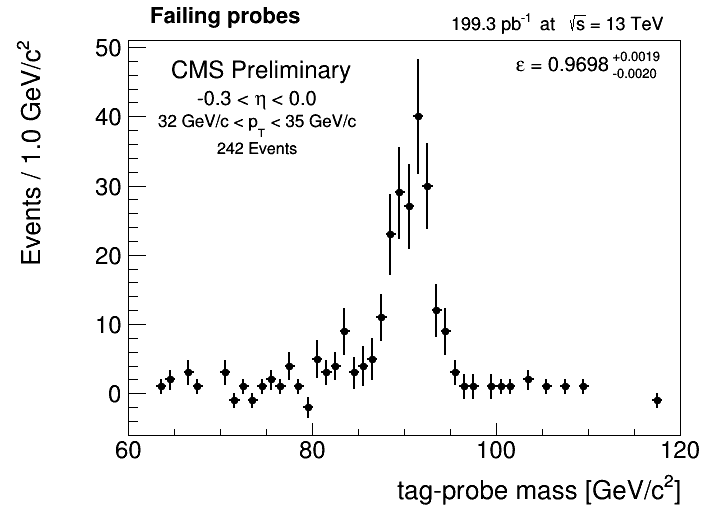 Failing probes
199.3 pb⁻¹ at √s = 13 TeV
CMS Preliminary
-0.3 < η < 0.0
32 GeV/c < p_T < 35 GeV/c
242 Events
ε = 0.9698 +0.0019 -0.0020
Events / 1.0 GeV/c²
50
40
30
20
10
0
60 80 100 120
tag-probe mass [GeV/c²]